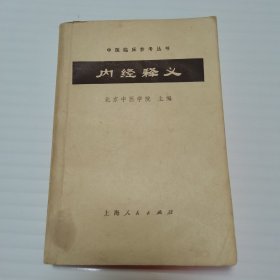 中医临床参考丛书
内经释义
北京中医学院 主编
上海人民出版社